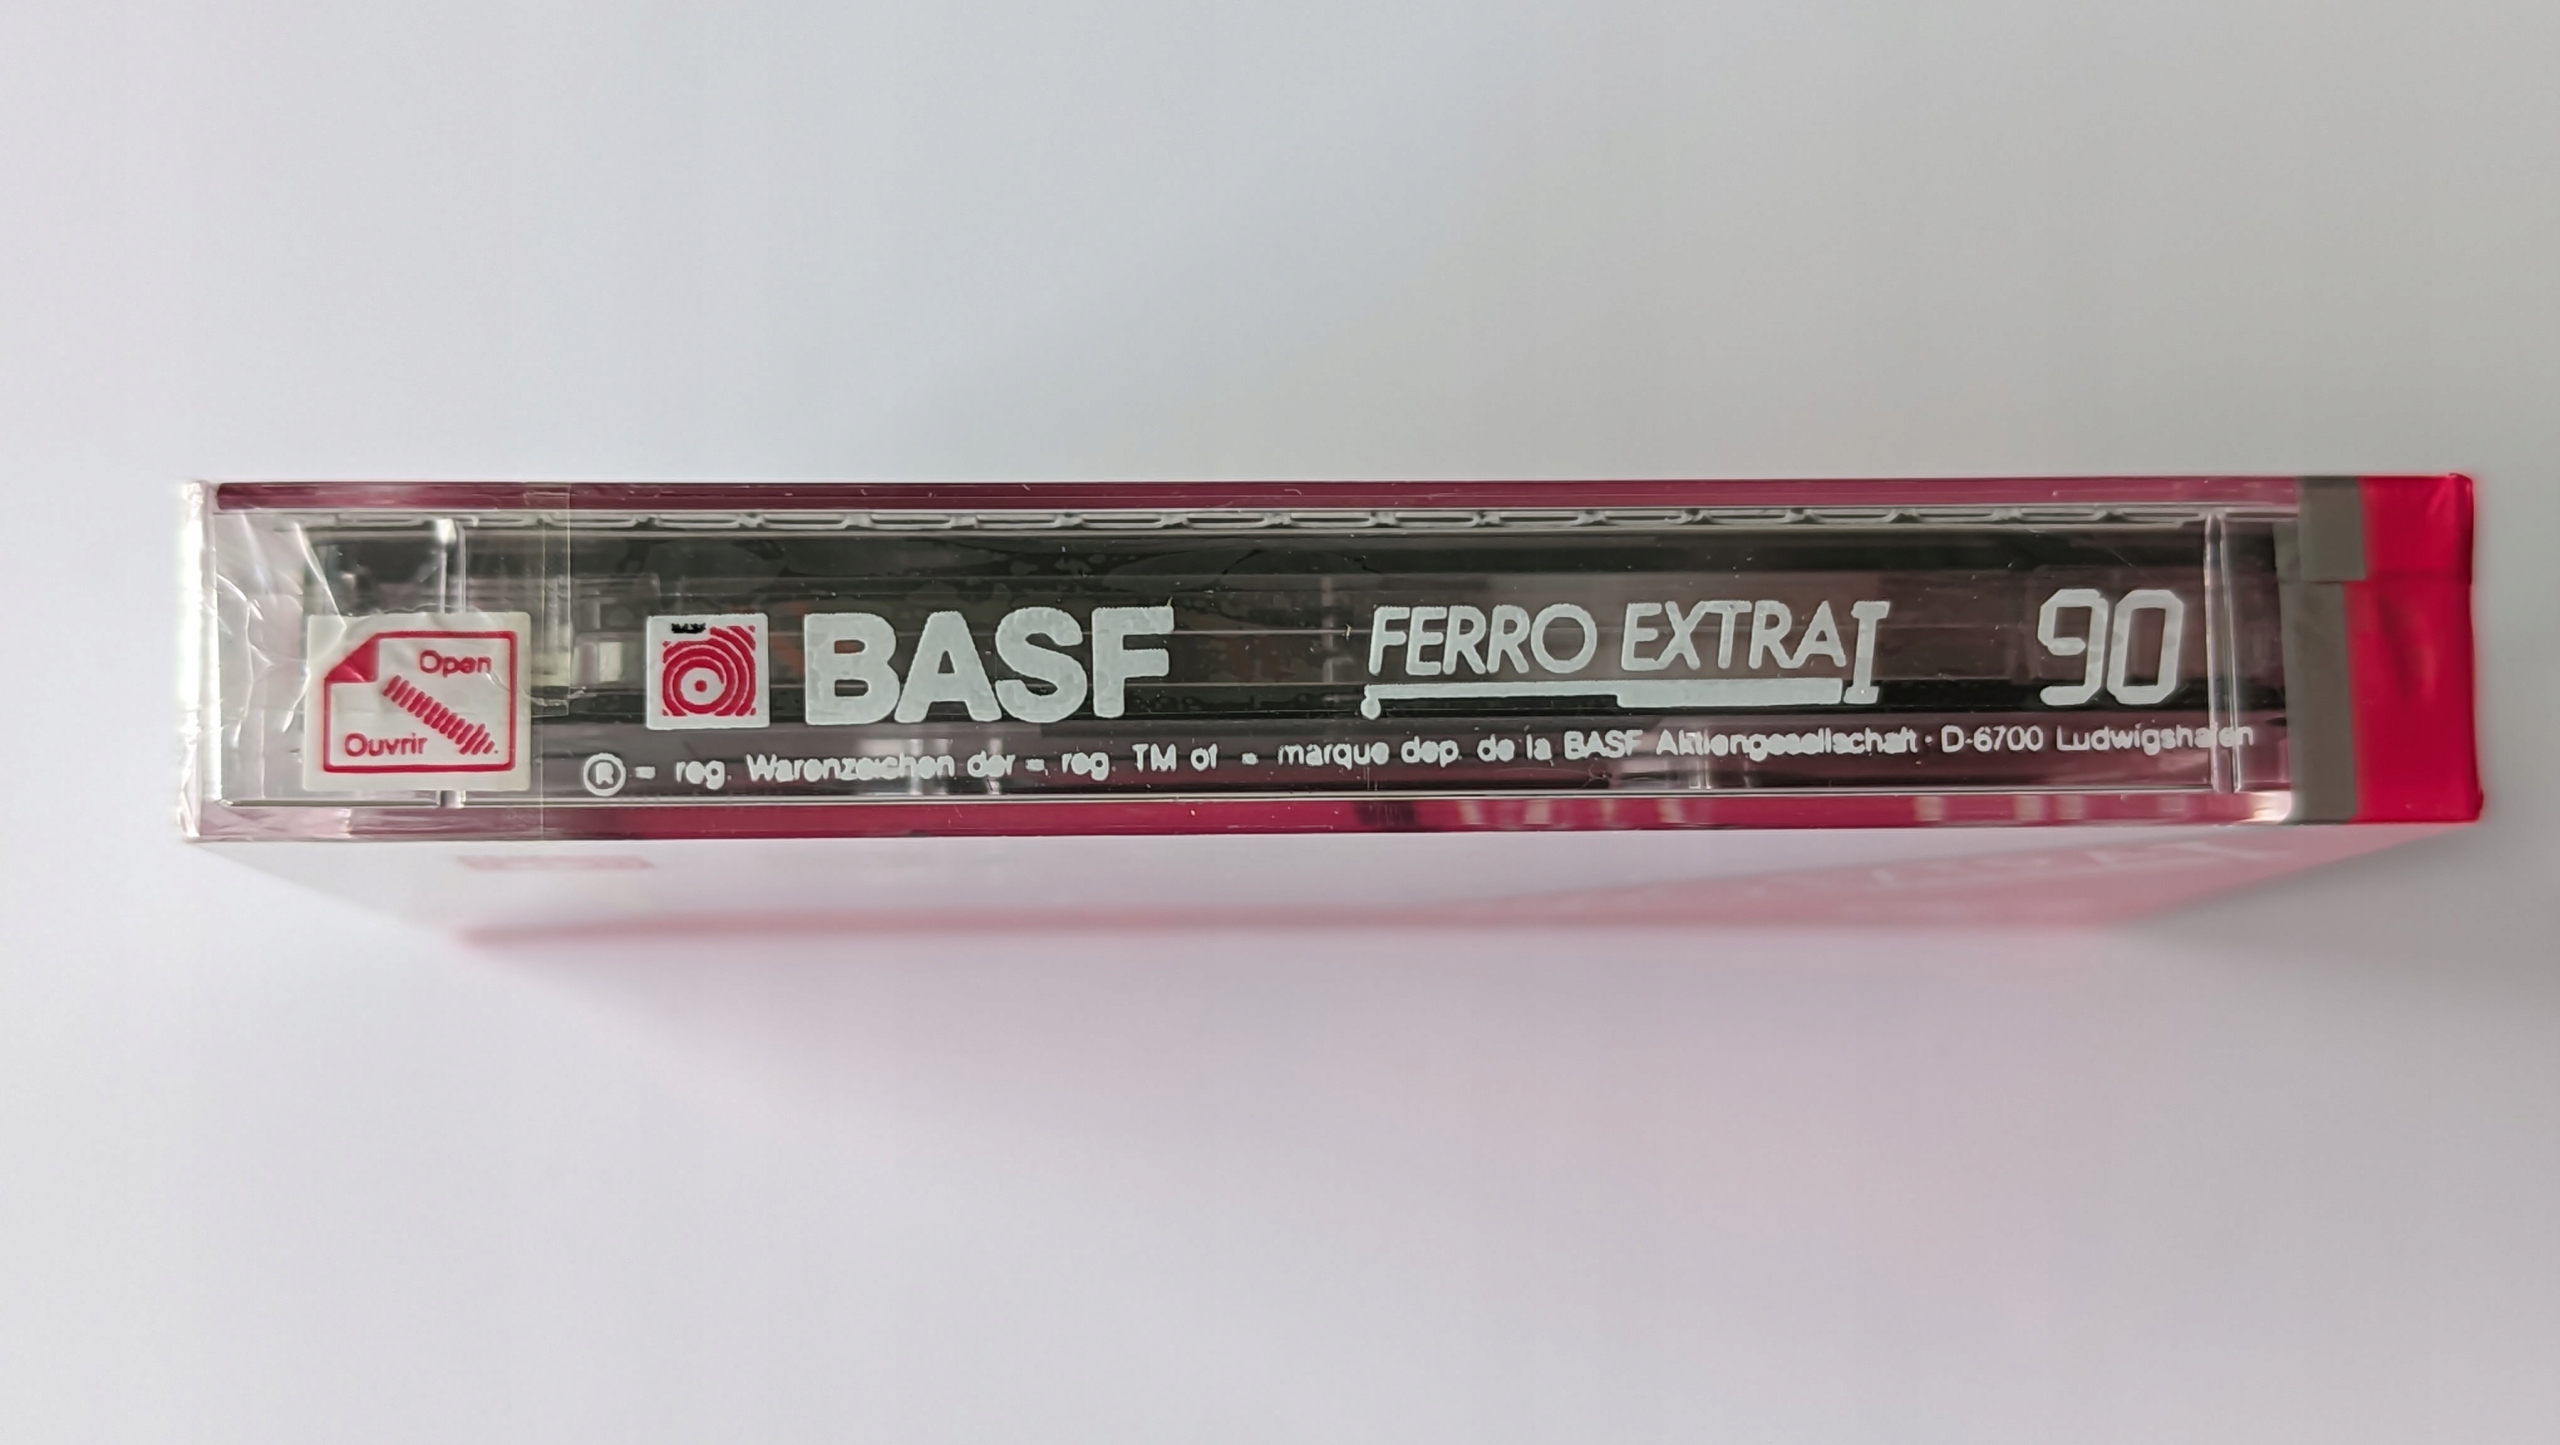 Open
Ouvrir
BASF
BASF
FERRO EXTRA I
90
® = reg. Warenzeichen der = reg. TM of = marque dep. de la BASF Aktiengesellschaft · D-6700 Ludwigshafen